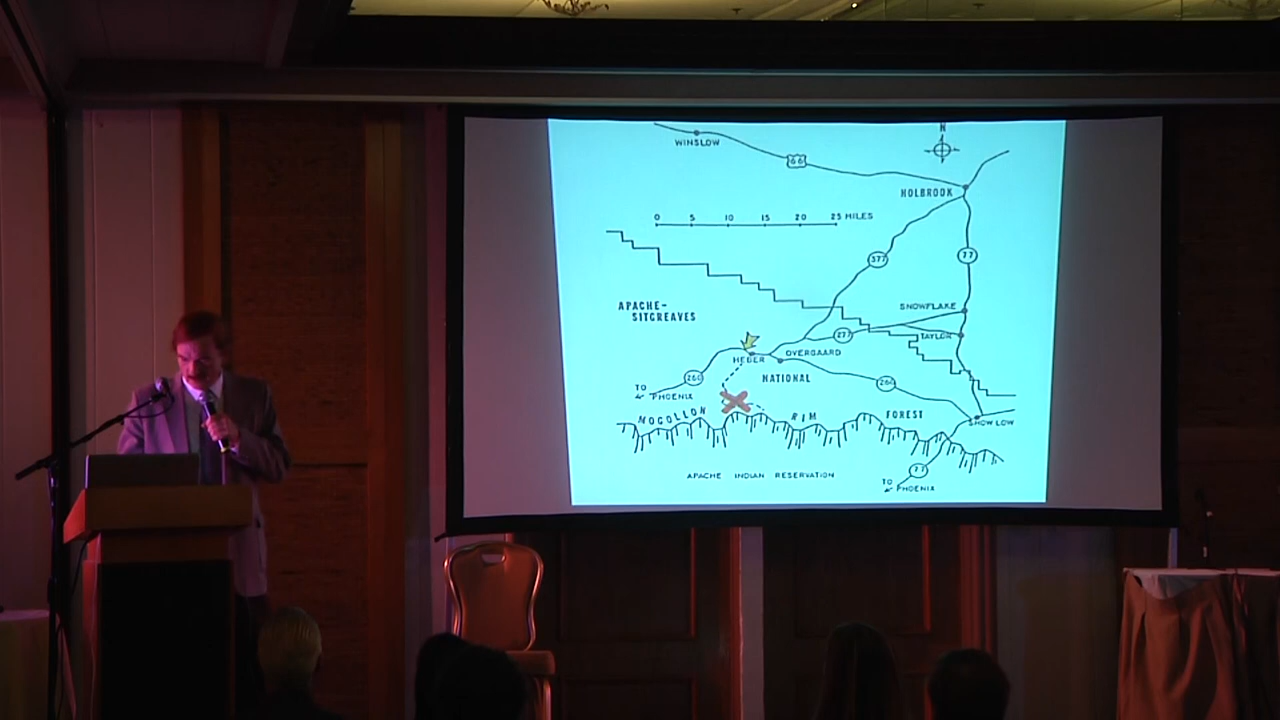 N
WINSLOW
66
HOLBROOK
0 5 10 15 20 25 MILES
377
77
APACHE-
SITGREAVES
SNOWFLAKE
277
TAYLOR
HEBER
OVERGAARD
NATIONAL
260
260
TO
PHOENIX
MOGOLLON RIM FOREST
SHOW LOW
APACHE INDIAN RESERVATION
77
TO
PHOENIX